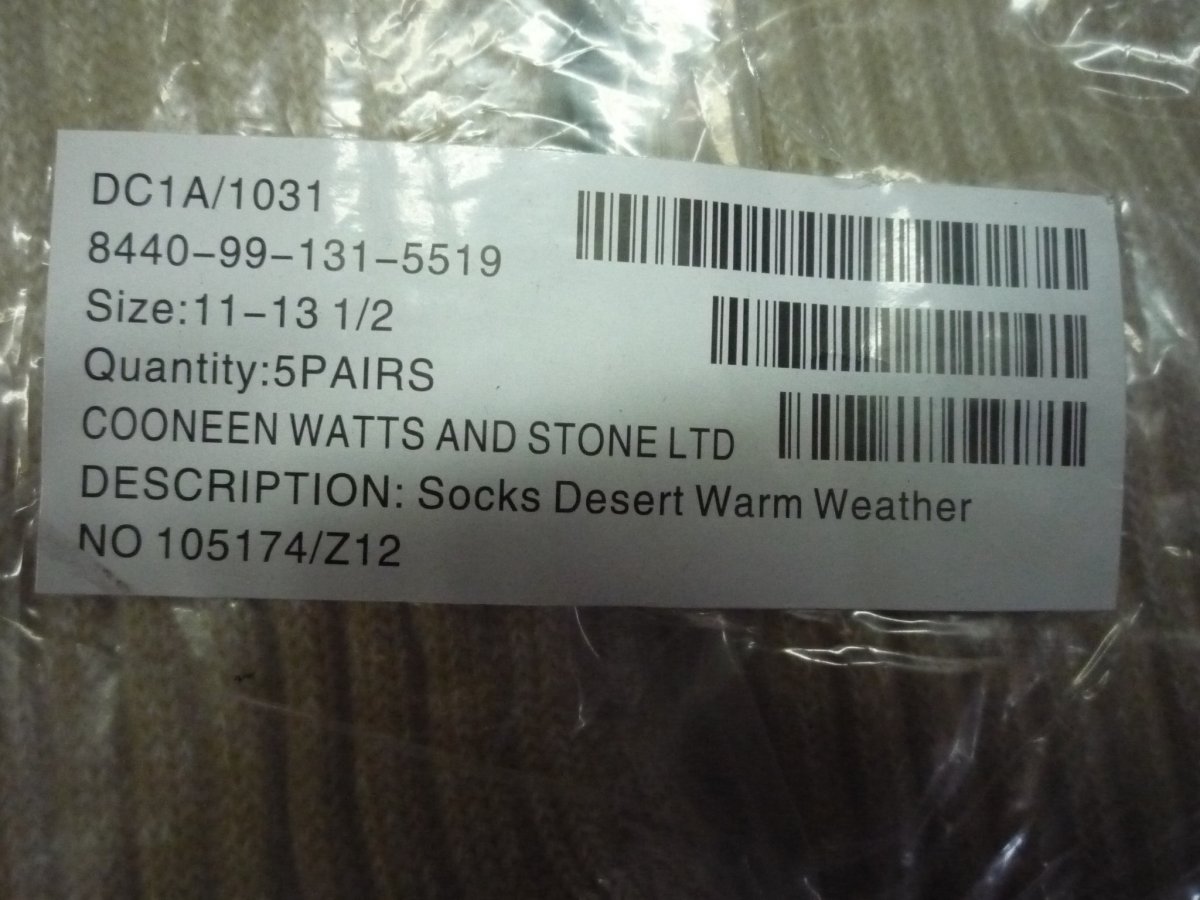 DC1A/1031
8440-99-131-5519
Size:11-13 1/2
Quantity:5PAIRS
COONEEN WATTS AND STONE LTD
DESCRIPTION: Socks Desert Warm Weather
NO 105174/Z12